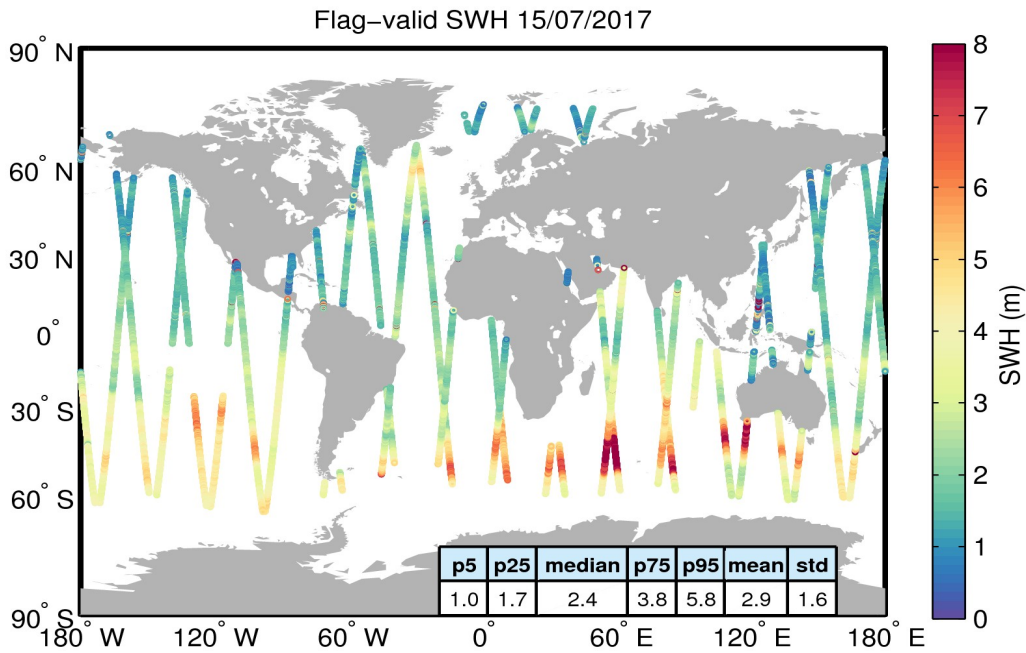 Flag−valid SWH 15/07/2017
90° N
60° N
30° N
0°
30° S
60° S
90° S
180° W
120° W
60° W
0°
60° E
120° E
180° E
p5 p25 median p75 p95 mean std
1.0 1.7 2.4 3.8 5.8 2.9 1.6
8
7
6
5
4
3
2
1
0
SWH (m)